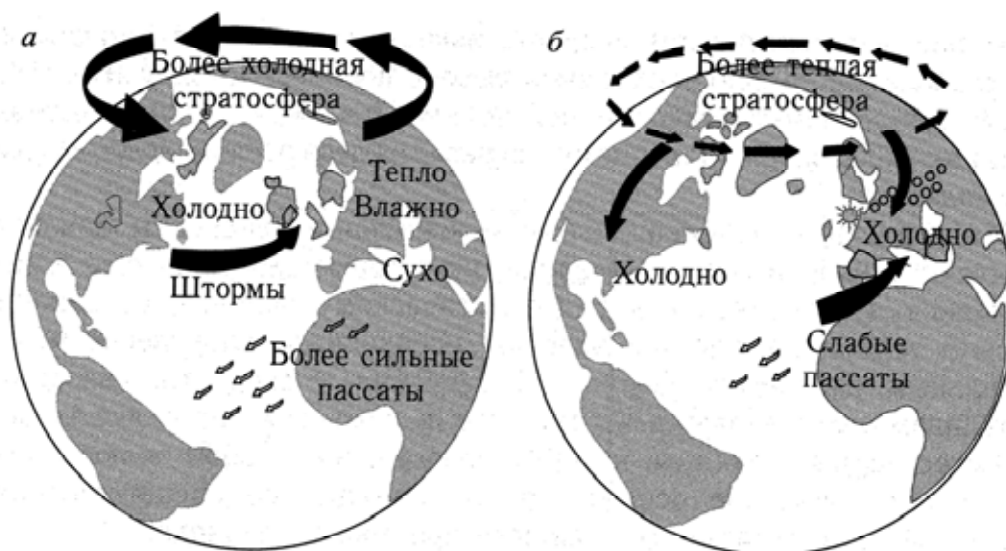 а
Более холодная
стратосфера
Тепло
Холодно
Влажно
Сухо
Штормы
Более сильные
пассаты
б
Более теплая
стратосфера
Холодно
Холодно
Слабые
пассаты